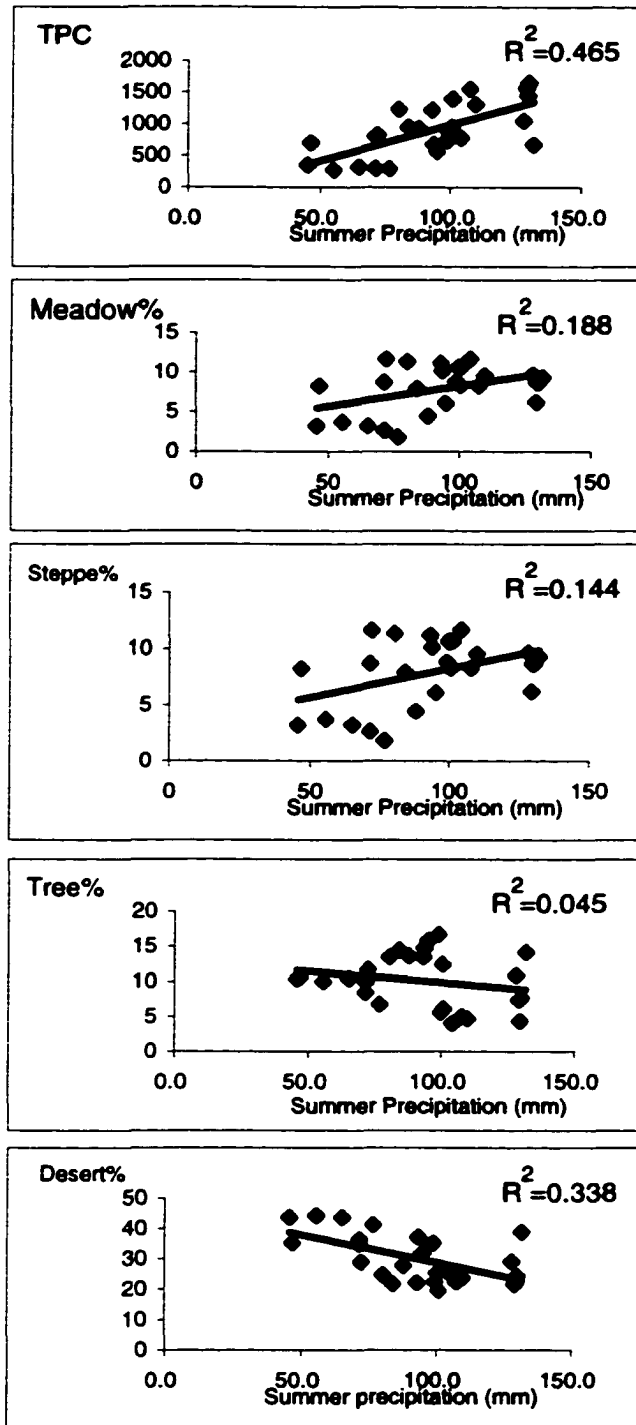 TPC
R²=0.465
2000
1500
1000
500
0
0.0 50.0 100.0 150.0
Summer Precipitation (mm)
Meadow%
R²=0.188
15
10
5
0
0 50 100 150
Summer Precipitation (mm)
Steppe%
R²=0.144
15
10
5
0
0 50 100 150
Summer Precipitation (mm)
Tree%
R²=0.045
20
15
10
5
0
0.0 50.0 100.0 150.0
Summer Precipitation (mm)
Desert%
R²=0.338
50
40
30
20
10
0
0.0 50.0 100.0 150.0
Summer precipitation (mm)